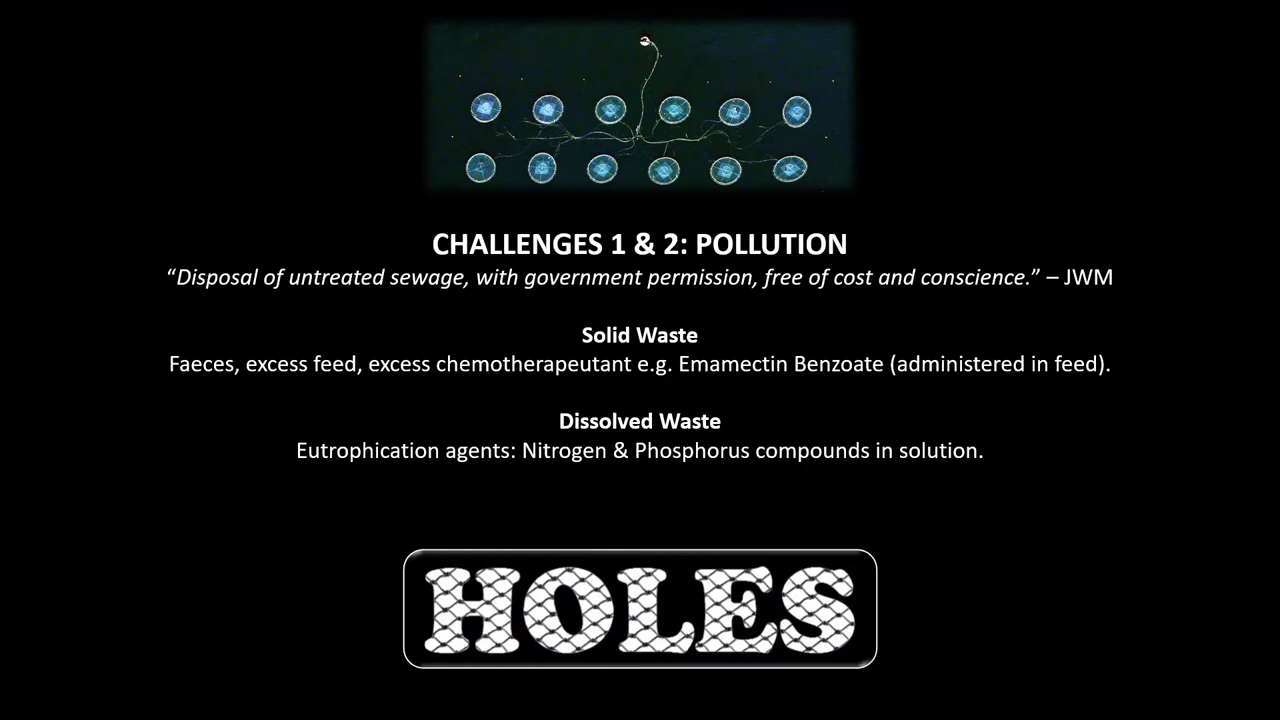 CHALLENGES 1 & 2: POLLUTION
“Disposal of untreated sewage, with government permission, free of cost and conscience.” – JWM
Solid Waste
Faeces, excess feed, excess chemotherapeutant e.g. Emamectin Benzoate (administered in feed).
Dissolved Waste
Eutrophication agents: Nitrogen & Phosphorus compounds in solution.
HOLES